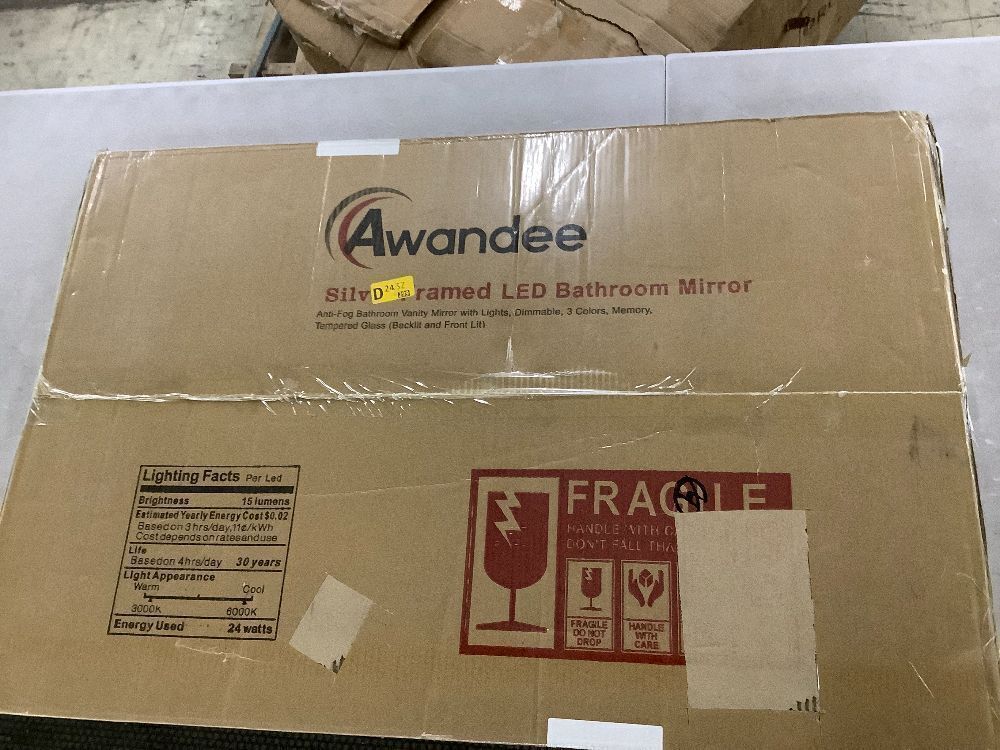 Awandee
Silv ramed LED Bathroom Mirror
D 24 SZ
Anti-Fog Bathroom Vanity Mirror with Lights, Dimmable, 3 Colors, Memory,
Tempered Glass (Backlit and Front Lit)
Lighting Facts Per Led
Brightness 15 lumens
Estimated Yearly Energy Cost $0.02
Based on 3 hrs/day, 11¢/kWh
Cost depends on rates and use
Life
Based on 4hrs/day 30 years
Light Appearance
Warm Cool
3000K 6000K
Energy Used 24 watts
FRAGILE
HANDLE WITH
DON'T FALL THA
FRAGILE
DO NOT
DROP
HANDLE
WITH
CARE